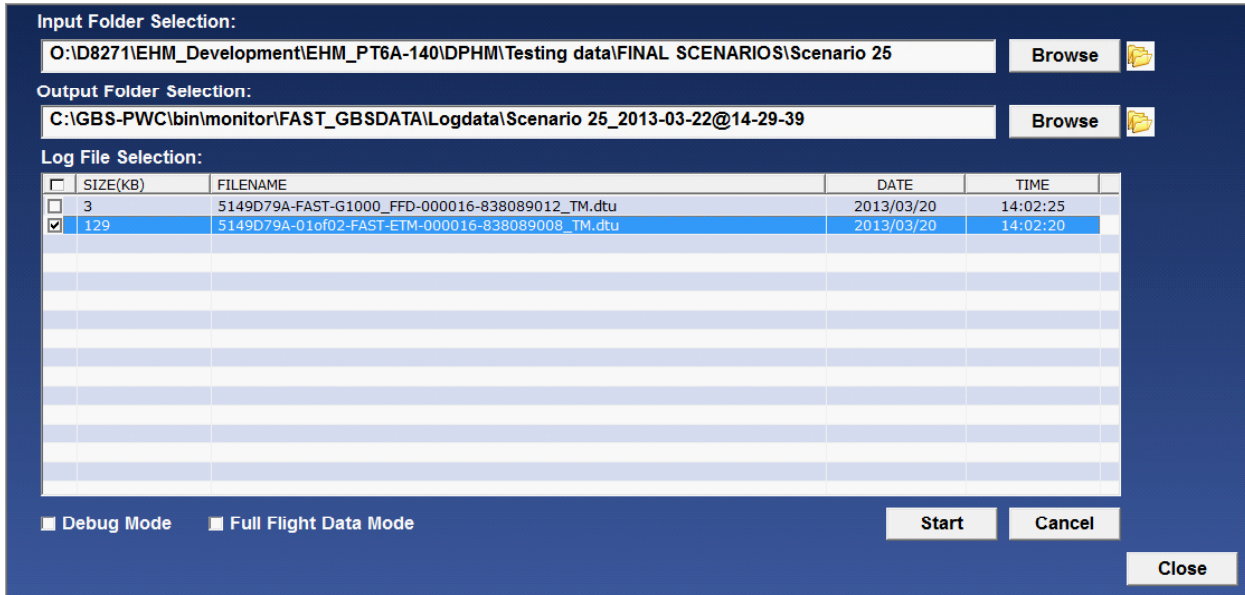 Input Folder Selection:
O:\D8271\EHM_Development\EHM_PT6A-140\DPHM\Testing data\FINAL SCENARIOS\Scenario 25 Browse
Output Folder Selection:
C:\GBS-PWC\bin\monitor\FAST_GBSDATA\Logdata\Scenario 25_2013-03-22@14-29-39 Browse
Log File Selection:
SIZE(KB) FILENAME DATE TIME
3 5149D79A-FAST-G1000_FFD-000016-838089012_TM.dtu 2013/03/20 14:02:25
129 5149D79A-01of02-FAST-ETM-000016-838089008_TM.dtu 2013/03/20 14:02:20
Debug Mode Full Flight Data Mode Start Cancel
Close